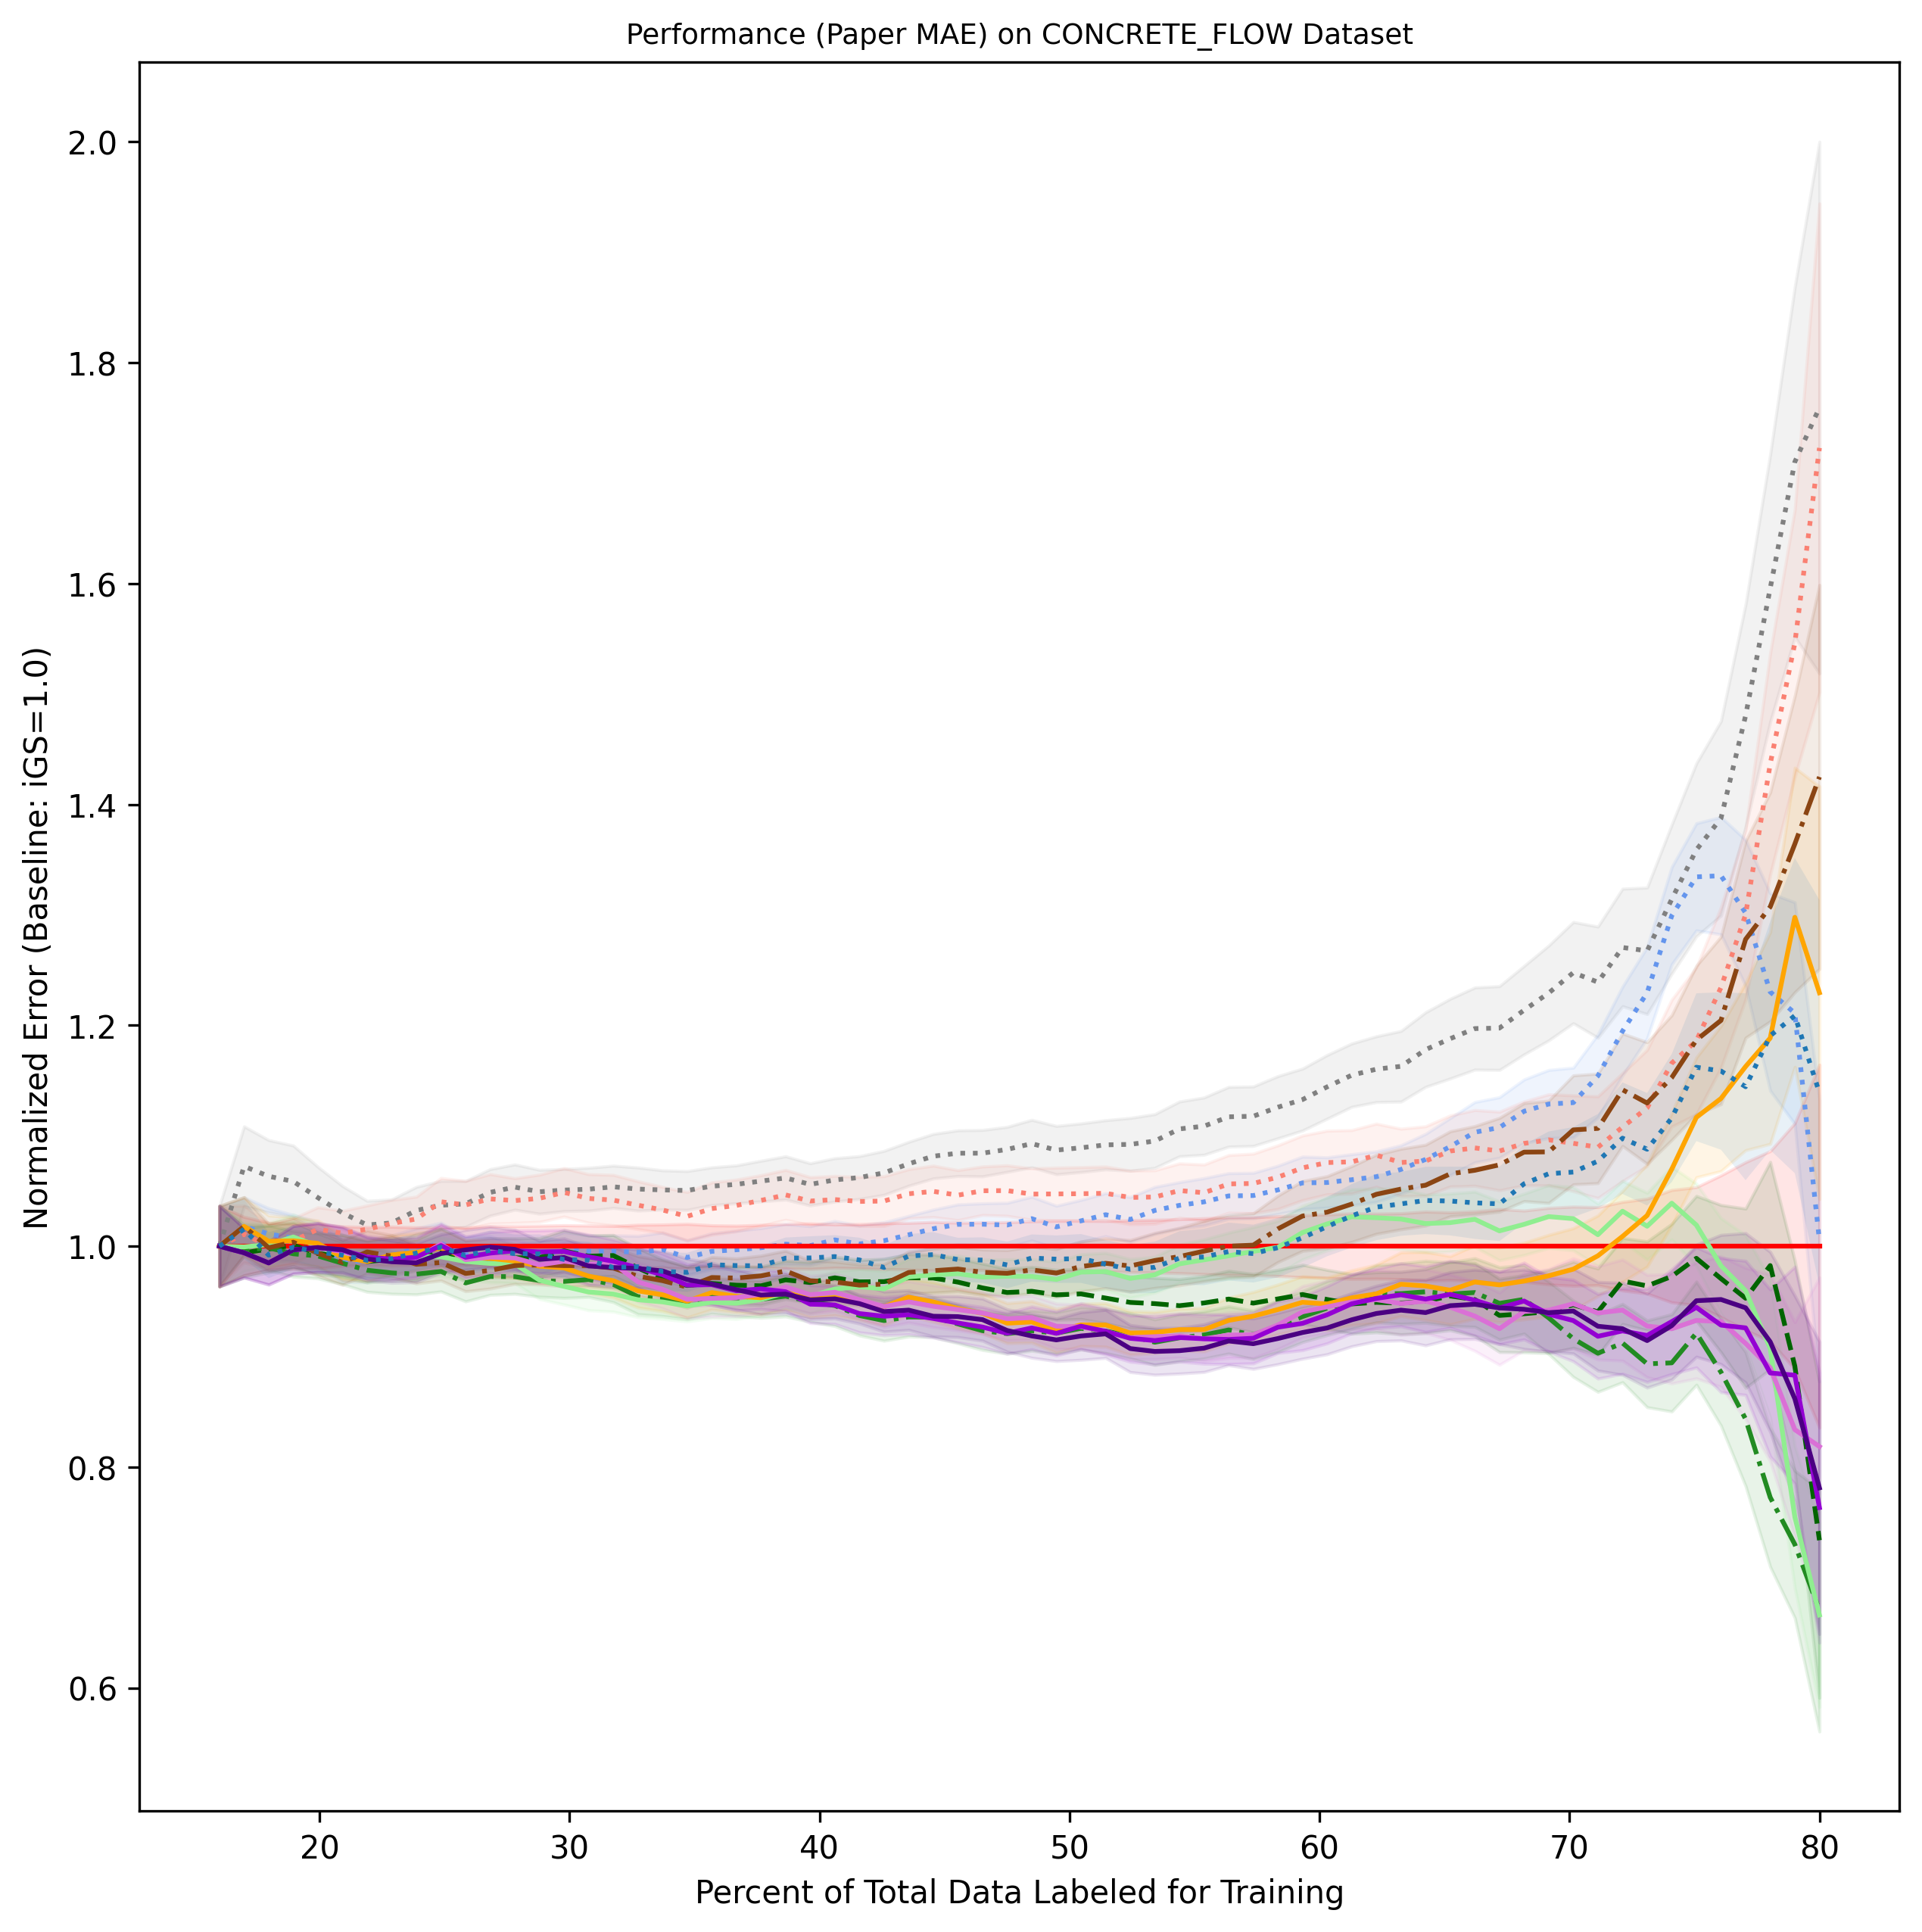 Performance (Paper MAE) on CONCRETE_FLOW Dataset
Normalized Error (Baseline: iGS=1.0)
2.0
1.8
1.6
1.4
1.2
1.0
0.8
0.6
20 30 40 50 60 70 80
Percent of Total Data Labeled for Training